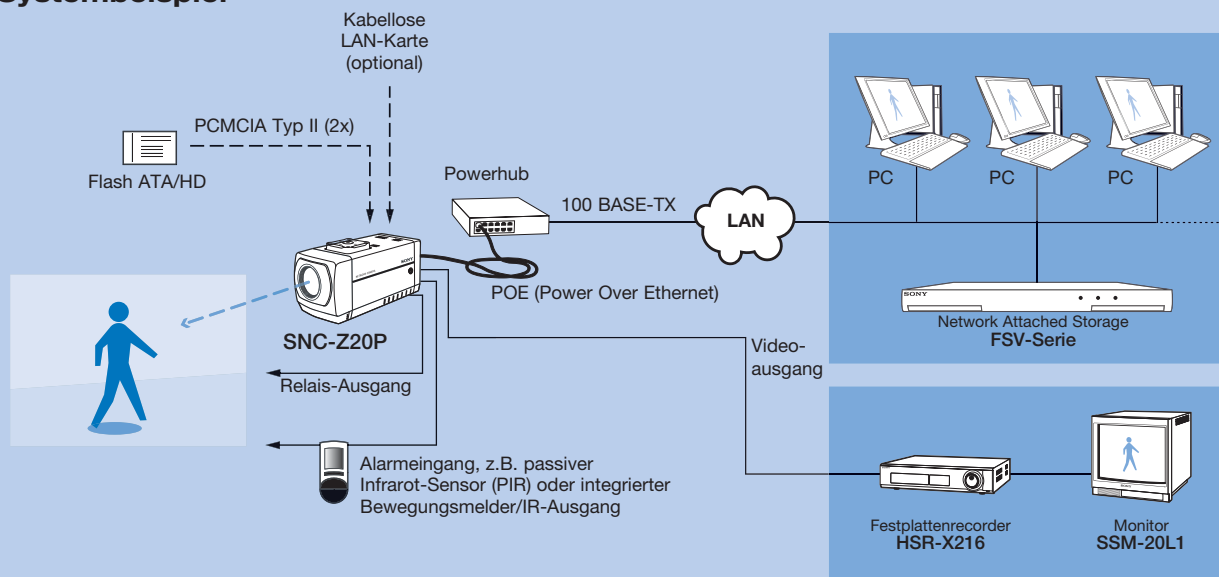 Systembeispiel
Kabellose
LAN-Karte
(optional)
PCMCIA Typ II (2x)
Flash ATA/HD
Powerhub
100 BASE-TX
LAN
PC
PC
PC
POE (Power Over Ethernet)
SONY
SNC-Z20P
SONY
Network Attached Storage
FSV-Serie
Relais-Ausgang
Video-
ausgang
Alarmeingang, z.B. passiver
Infrarot-Sensor (PIR) oder integrierter
Bewegungsmelder/IR-Ausgang
SONY
Festplattenrecorder
HSR-X216
Monitor
SSM-20L1